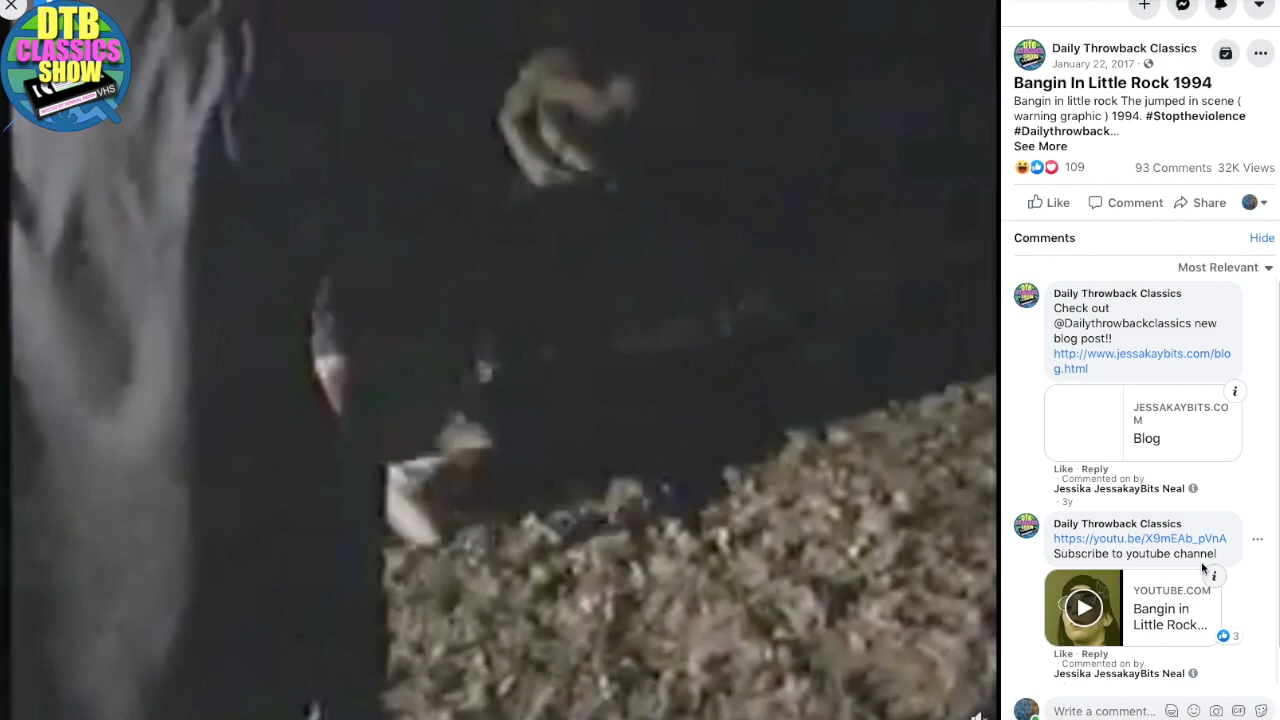 DTB
CLASSICS
SHOW
VHS
Daily Throwback Classics
January 22, 2017 ·
Bangin In Little Rock 1994
Bangin in little rock The jumped in scene (
warning graphic ) 1994. #Stoptheviolence
#Dailythrowback...
See More
109
93 Comments 32K Views
Like Comment Share
Comments
Hide
Most Relevant
Daily Throwback Classics
Check out
@Dailythrowbackclassics new
blog post!!
http://www.jessakaybits.com/blo
g.html
JESSAKAYBITS.CO
M
Blog
Like · Reply
· Commented on by
Jessika JessakayBits Neal
· 3y
Daily Throwback Classics
https://youtu.be/X9mEAb_pVnA
Subscribe to youtube channel
YOUTUBE.COM
Bangin in
Little Rock...
3
Like · Reply
· Commented on by
Jessika JessakayBits Neal
Write a comment...
GIF